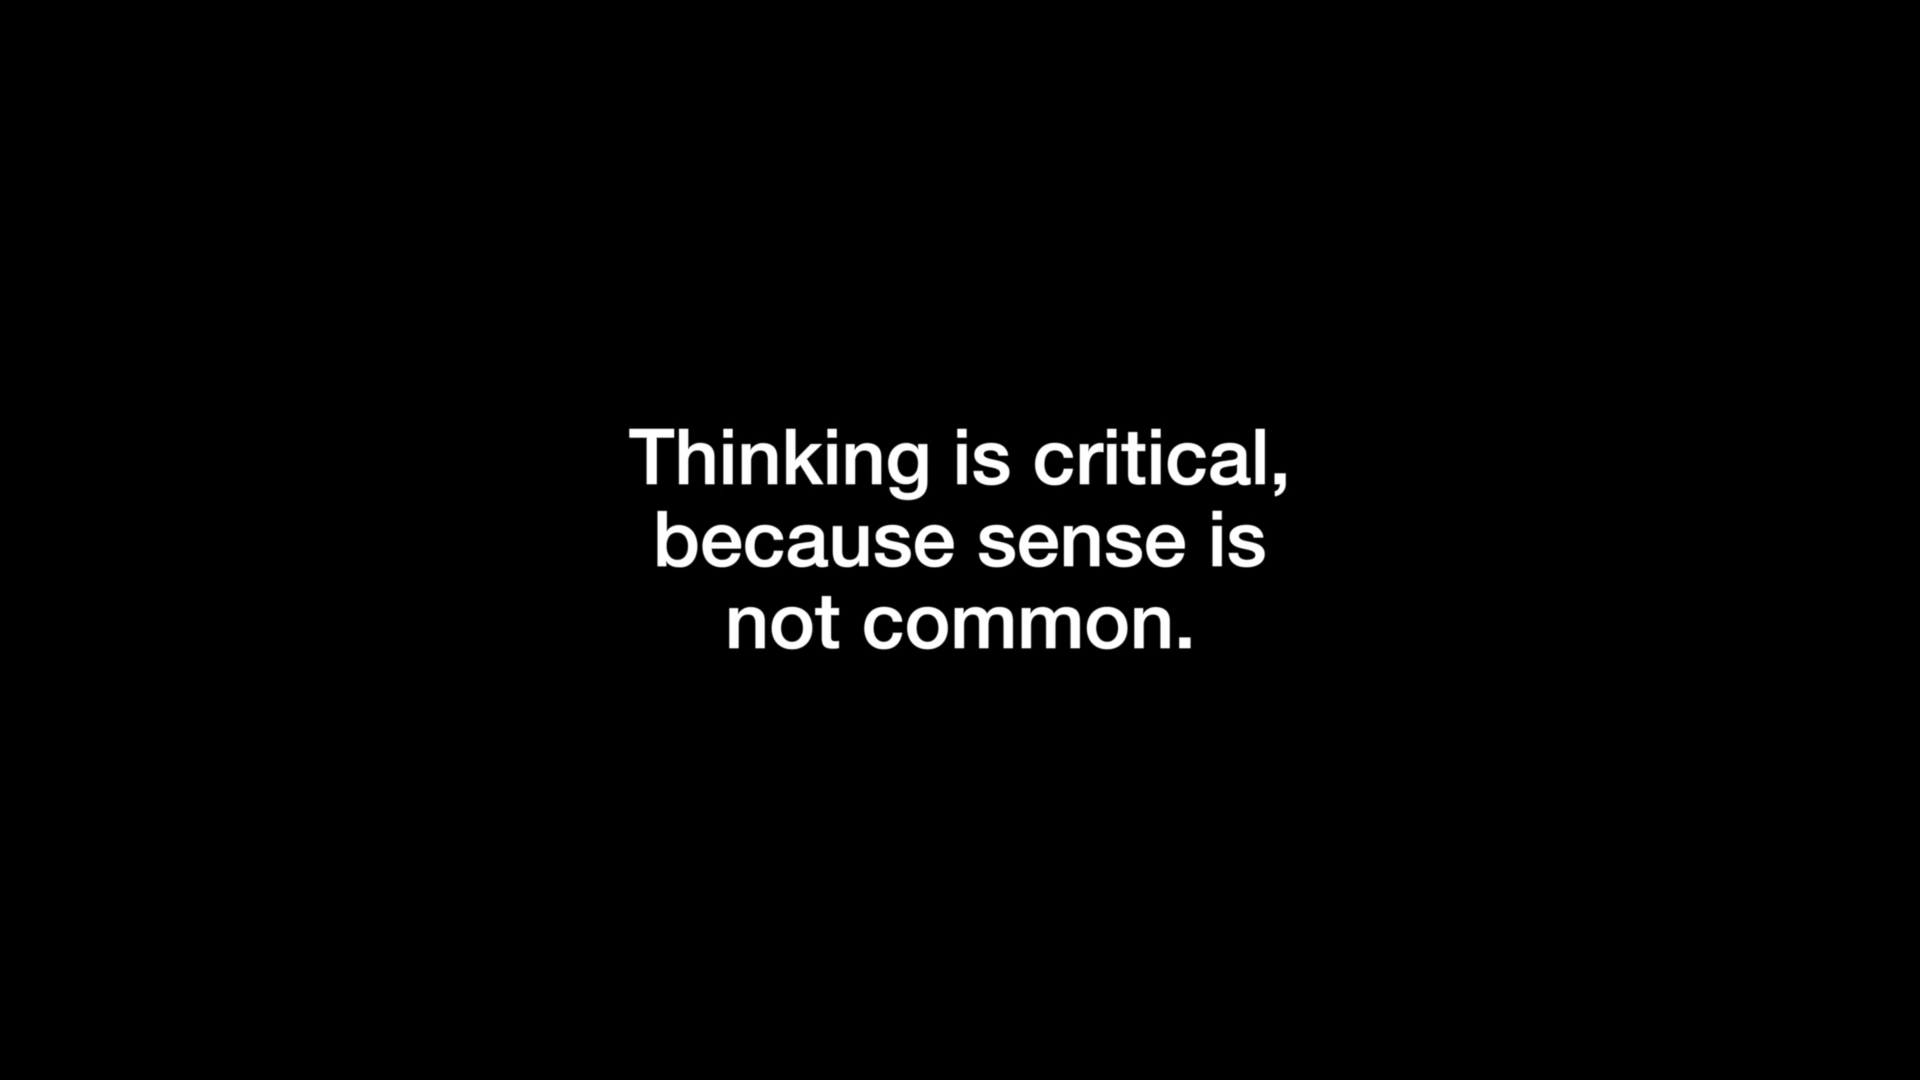 Thinking is critical,
because sense is
not common.